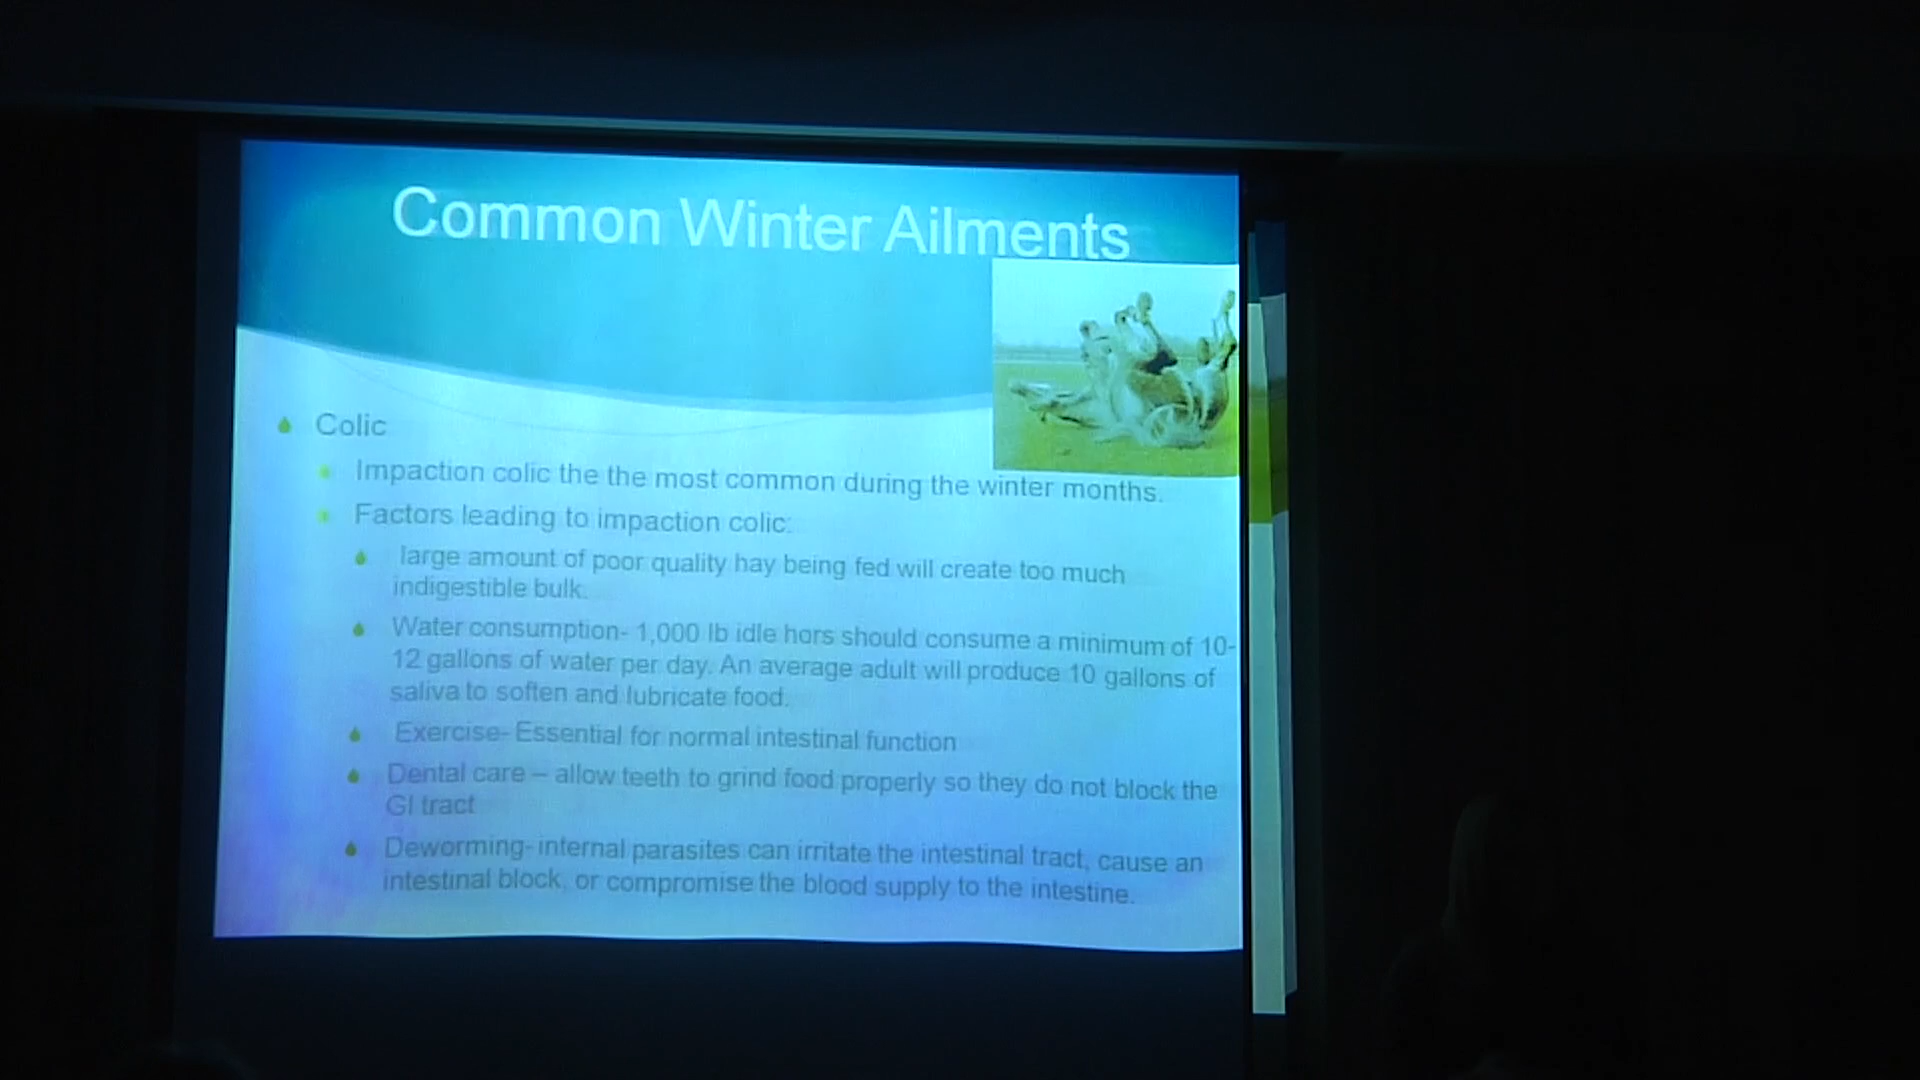 Common Winter Ailments
Colic
Impaction colic the the most common during the winter months.
Factors leading to impaction colic:
large amount of poor quality hay being fed will create too much
indigestible bulk.
Water consumption- 1,000 lb idle hors should consume a minimum of 10-
12 gallons of water per day. An average adult will produce 10 gallons of
saliva to soften and lubricate food.
Exercise- Essential for normal intestinal function
Dental care – allow teeth to grind food properly so they do not block the
GI tract
Deworming- internal parasites can irritate the intestinal tract, cause an
intestinal block, or compromise the blood supply to the intestine.